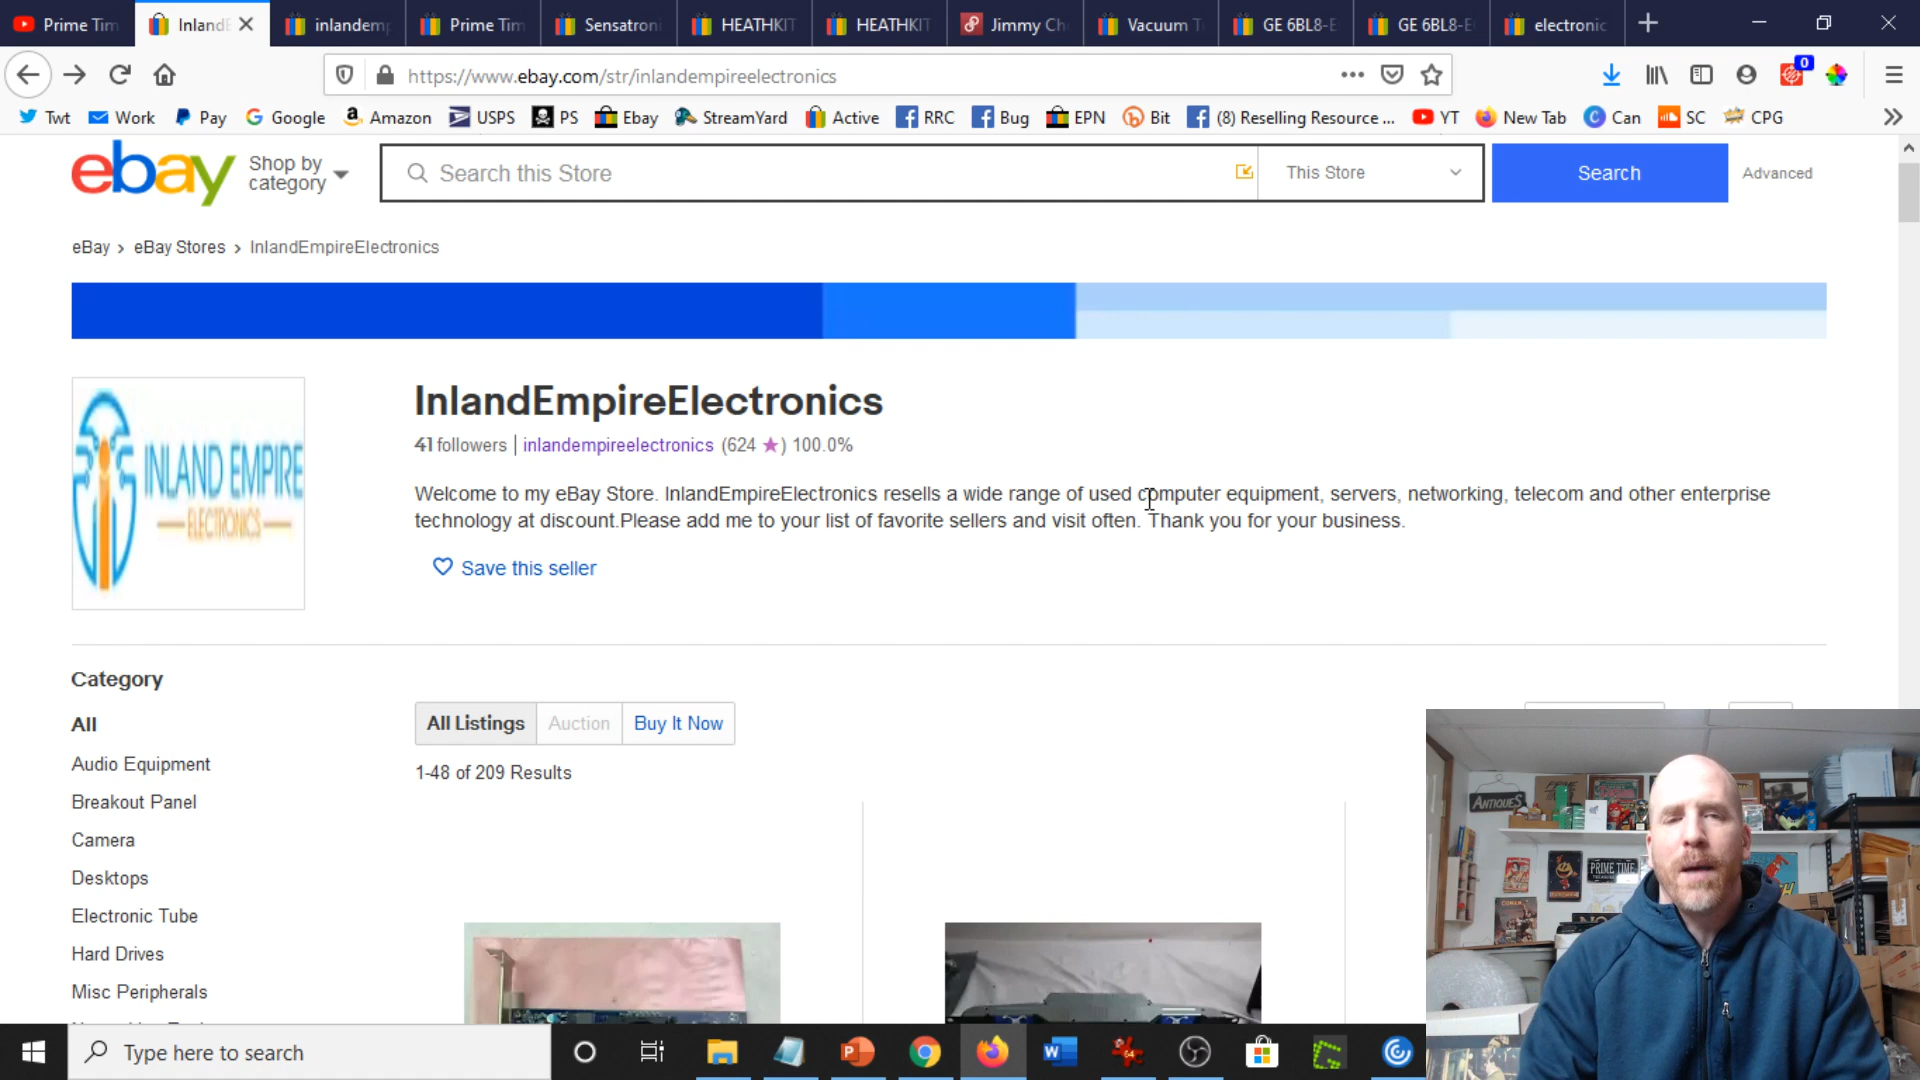 Prime Tim
InlandE
inlandemp
Prime Tim
Sensatroni
HEATHKIT
HEATHKIT
Jimmy Ch
Vacuum T
GE 6BL8-E
GE 6BL8-E
electronic
https://www.ebay.com/str/inlandempireelectronics
0
Twt
Work
Pay
Google
Amazon
USPS
PS
Ebay
StreamYard
Active
RRC
Bug
EPN
Bit
(8) Reselling Resource ...
YT
New Tab
Can
SC
CPG
ebay
Shop by
category
Search this Store
This Store
Search
Advanced
eBay > eBay Stores > InlandEmpireElectronics
INLAND EMPIRE
ELECTRONICS
InlandEmpireElectronics
41 followers | inlandempireelectronics (624 ★) 100.0%
Welcome to my eBay Store. InlandEmpireElectronics resells a wide range of used computer equipment, servers, networking, telecom and other enterprise
technology at discount.Please add me to your list of favorite sellers and visit often. Thank you for your business.
Save this seller
Category
All
Audio Equipment
Breakout Panel
Camera
Desktops
Electronic Tube
Hard Drives
Misc Peripherals
All Listings
Auction
Buy It Now
1-48 of 209 Results
ANTIQUES
PRIME TIME
Type here to search
64